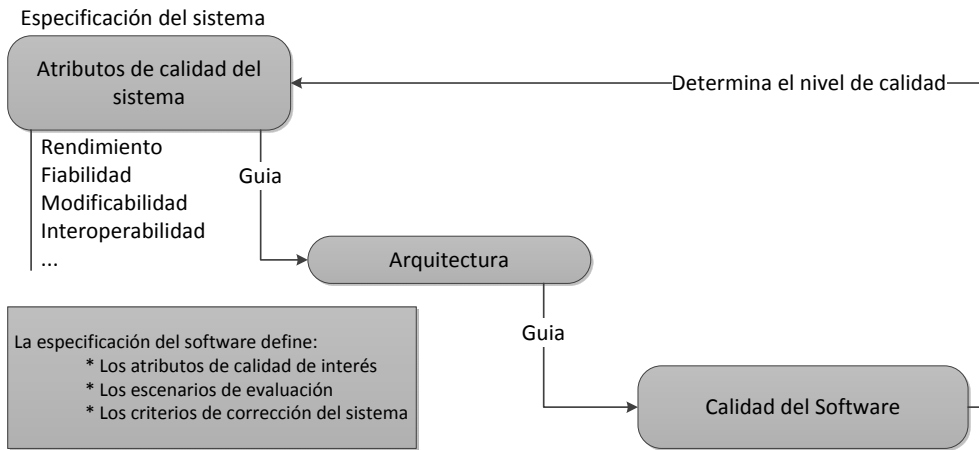 Especificación del sistema
Atributos de calidad del
sistema
Determina el nivel de calidad
Rendimiento
Fiabilidad
Modificabilidad
Interoperabilidad
...
Guia
Arquitectura
Guia
La especificación del software define:
* Los atributos de calidad de interés
* Los escenarios de evaluación
* Los criterios de corrección del sistema
Calidad del Software